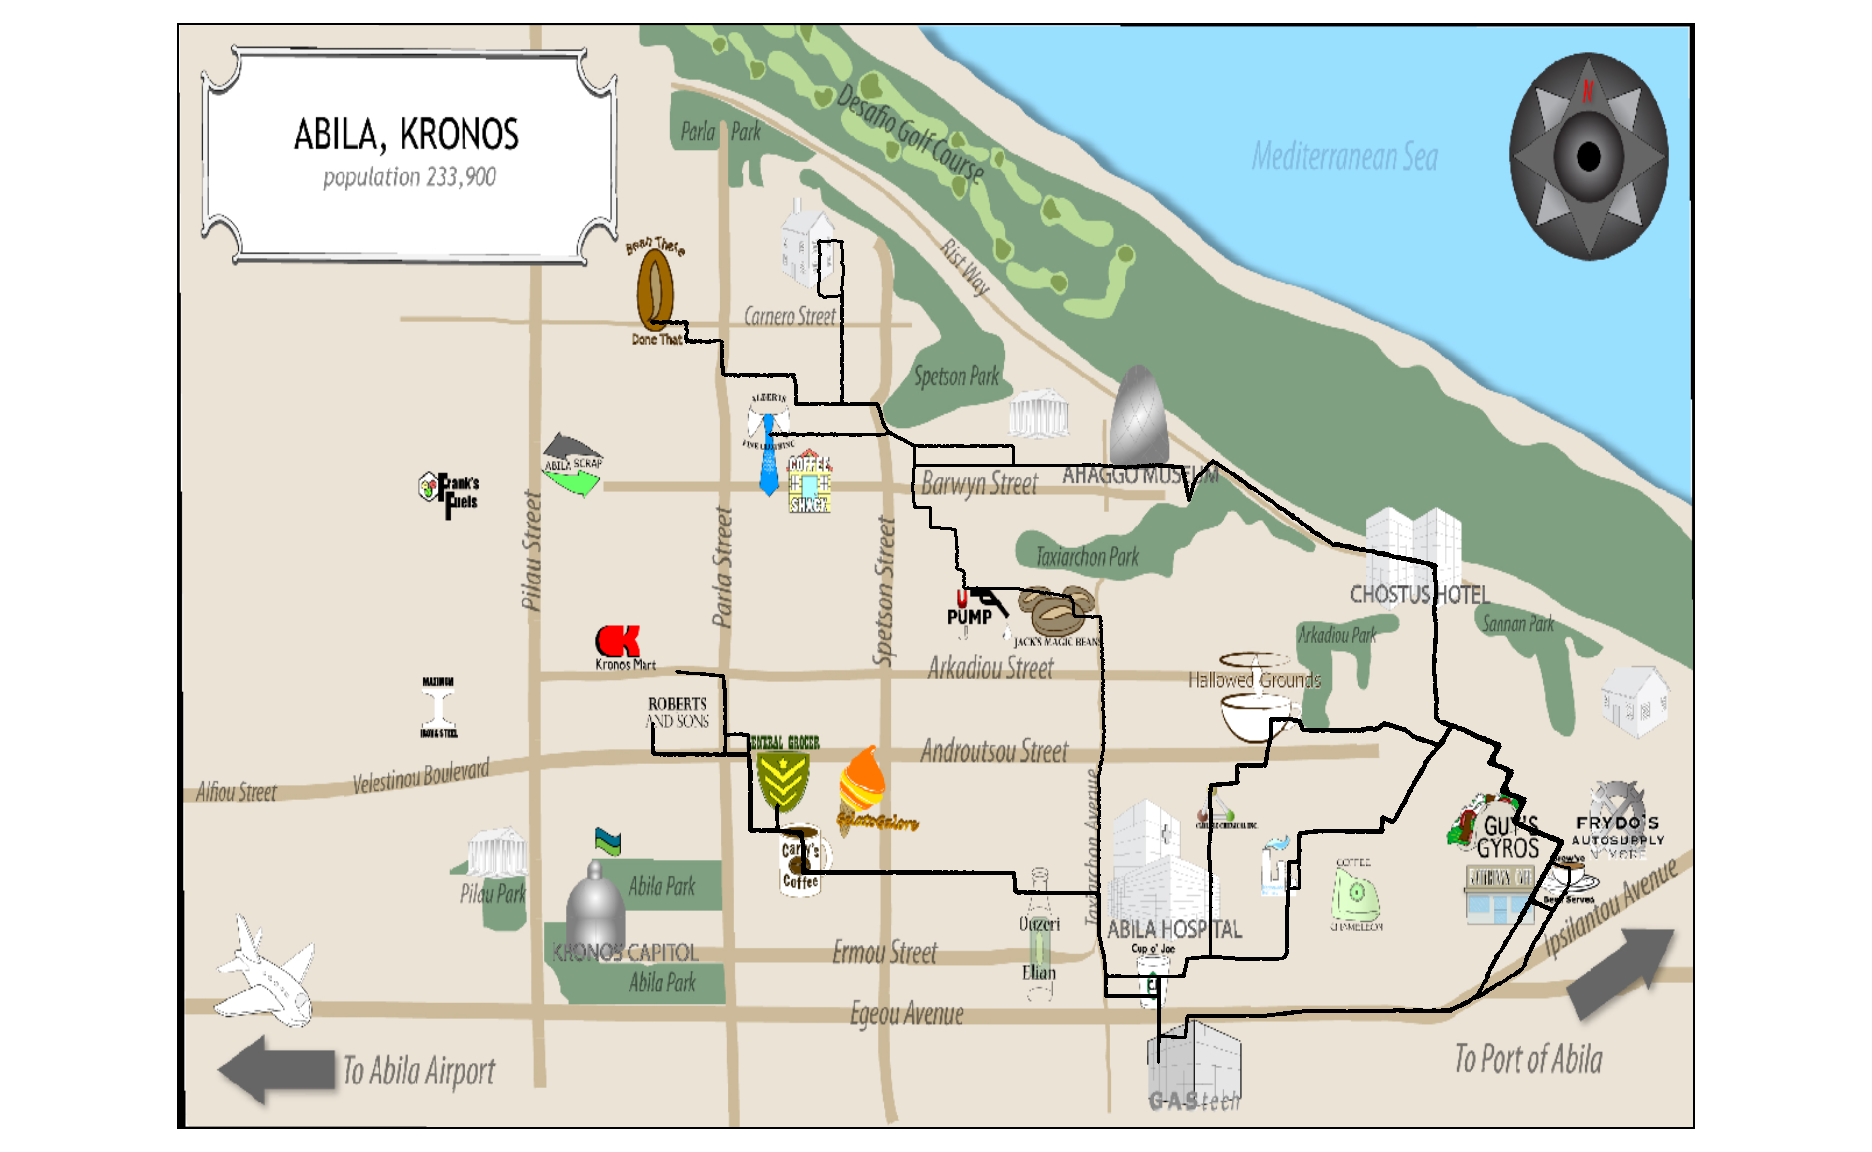 ABILA, KRONOS
population 233,900
N
Mediterranean Sea
Desafio Golf Course
Parla Park
Rist Way
Bean There
Done That
Carnero Street
Spetson Park
ALBERTS
FINE CLOTHING
ABILA SCRAP
COFFEE
SHACK
Frank's
Fuels
Barwyn Street
AHAGGO MUSEUM
Pilau Street
Parla Street
Spetson Street
Taxiarchon Park
CHOSTUS HOTEL
U
PUMP
JACK'S MAGIC BEANS
Arkadiou Park
Sannan Park
Kronos Mart
Arkadiou Street
Hallowed Grounds
MAXIMUM
IRON & STEEL
ROBERTS
AND SONS
Androutsou Street
Alfiou Street
Velestinou Boulevard
Gelato Galore
Taxiarchon Avenue
GUY'S
GYROS
FRYDO'S
AUTOSUPPLY
N' MORE
Carly's
Coffee
COFFEE
CHAMELEON
Brew've
Been Served
Pilau Park
Abila Park
Ouzeri
Elian
ABILA HOSPITAL
Cup o' Joe
Ipsilantou Avenue
KRONOS CAPITOL
Ermou Street
Abila Park
Egeou Avenue
To Abila Airport
To Port of Abila
GAStech